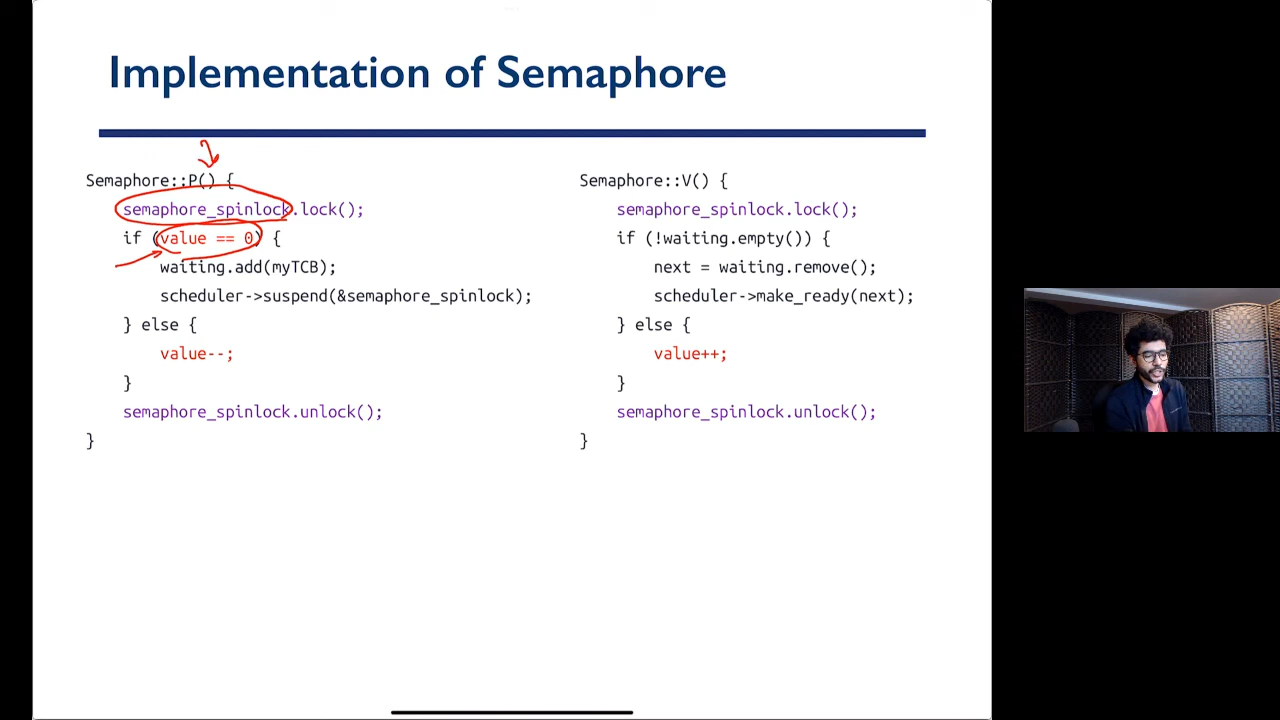 Implementation of Semaphore
Semaphore::P() {
semaphore_spinlock.lock();
if (value == 0) {
waiting.add(myTCB);
scheduler->suspend(&semaphore_spinlock);
} else {
value--;
}
semaphore_spinlock.unlock();
}
Semaphore::V() {
semaphore_spinlock.lock();
if (!waiting.empty()) {
next = waiting.remove();
scheduler->make_ready(next);
} else {
value++;
}
semaphore_spinlock.unlock();
}